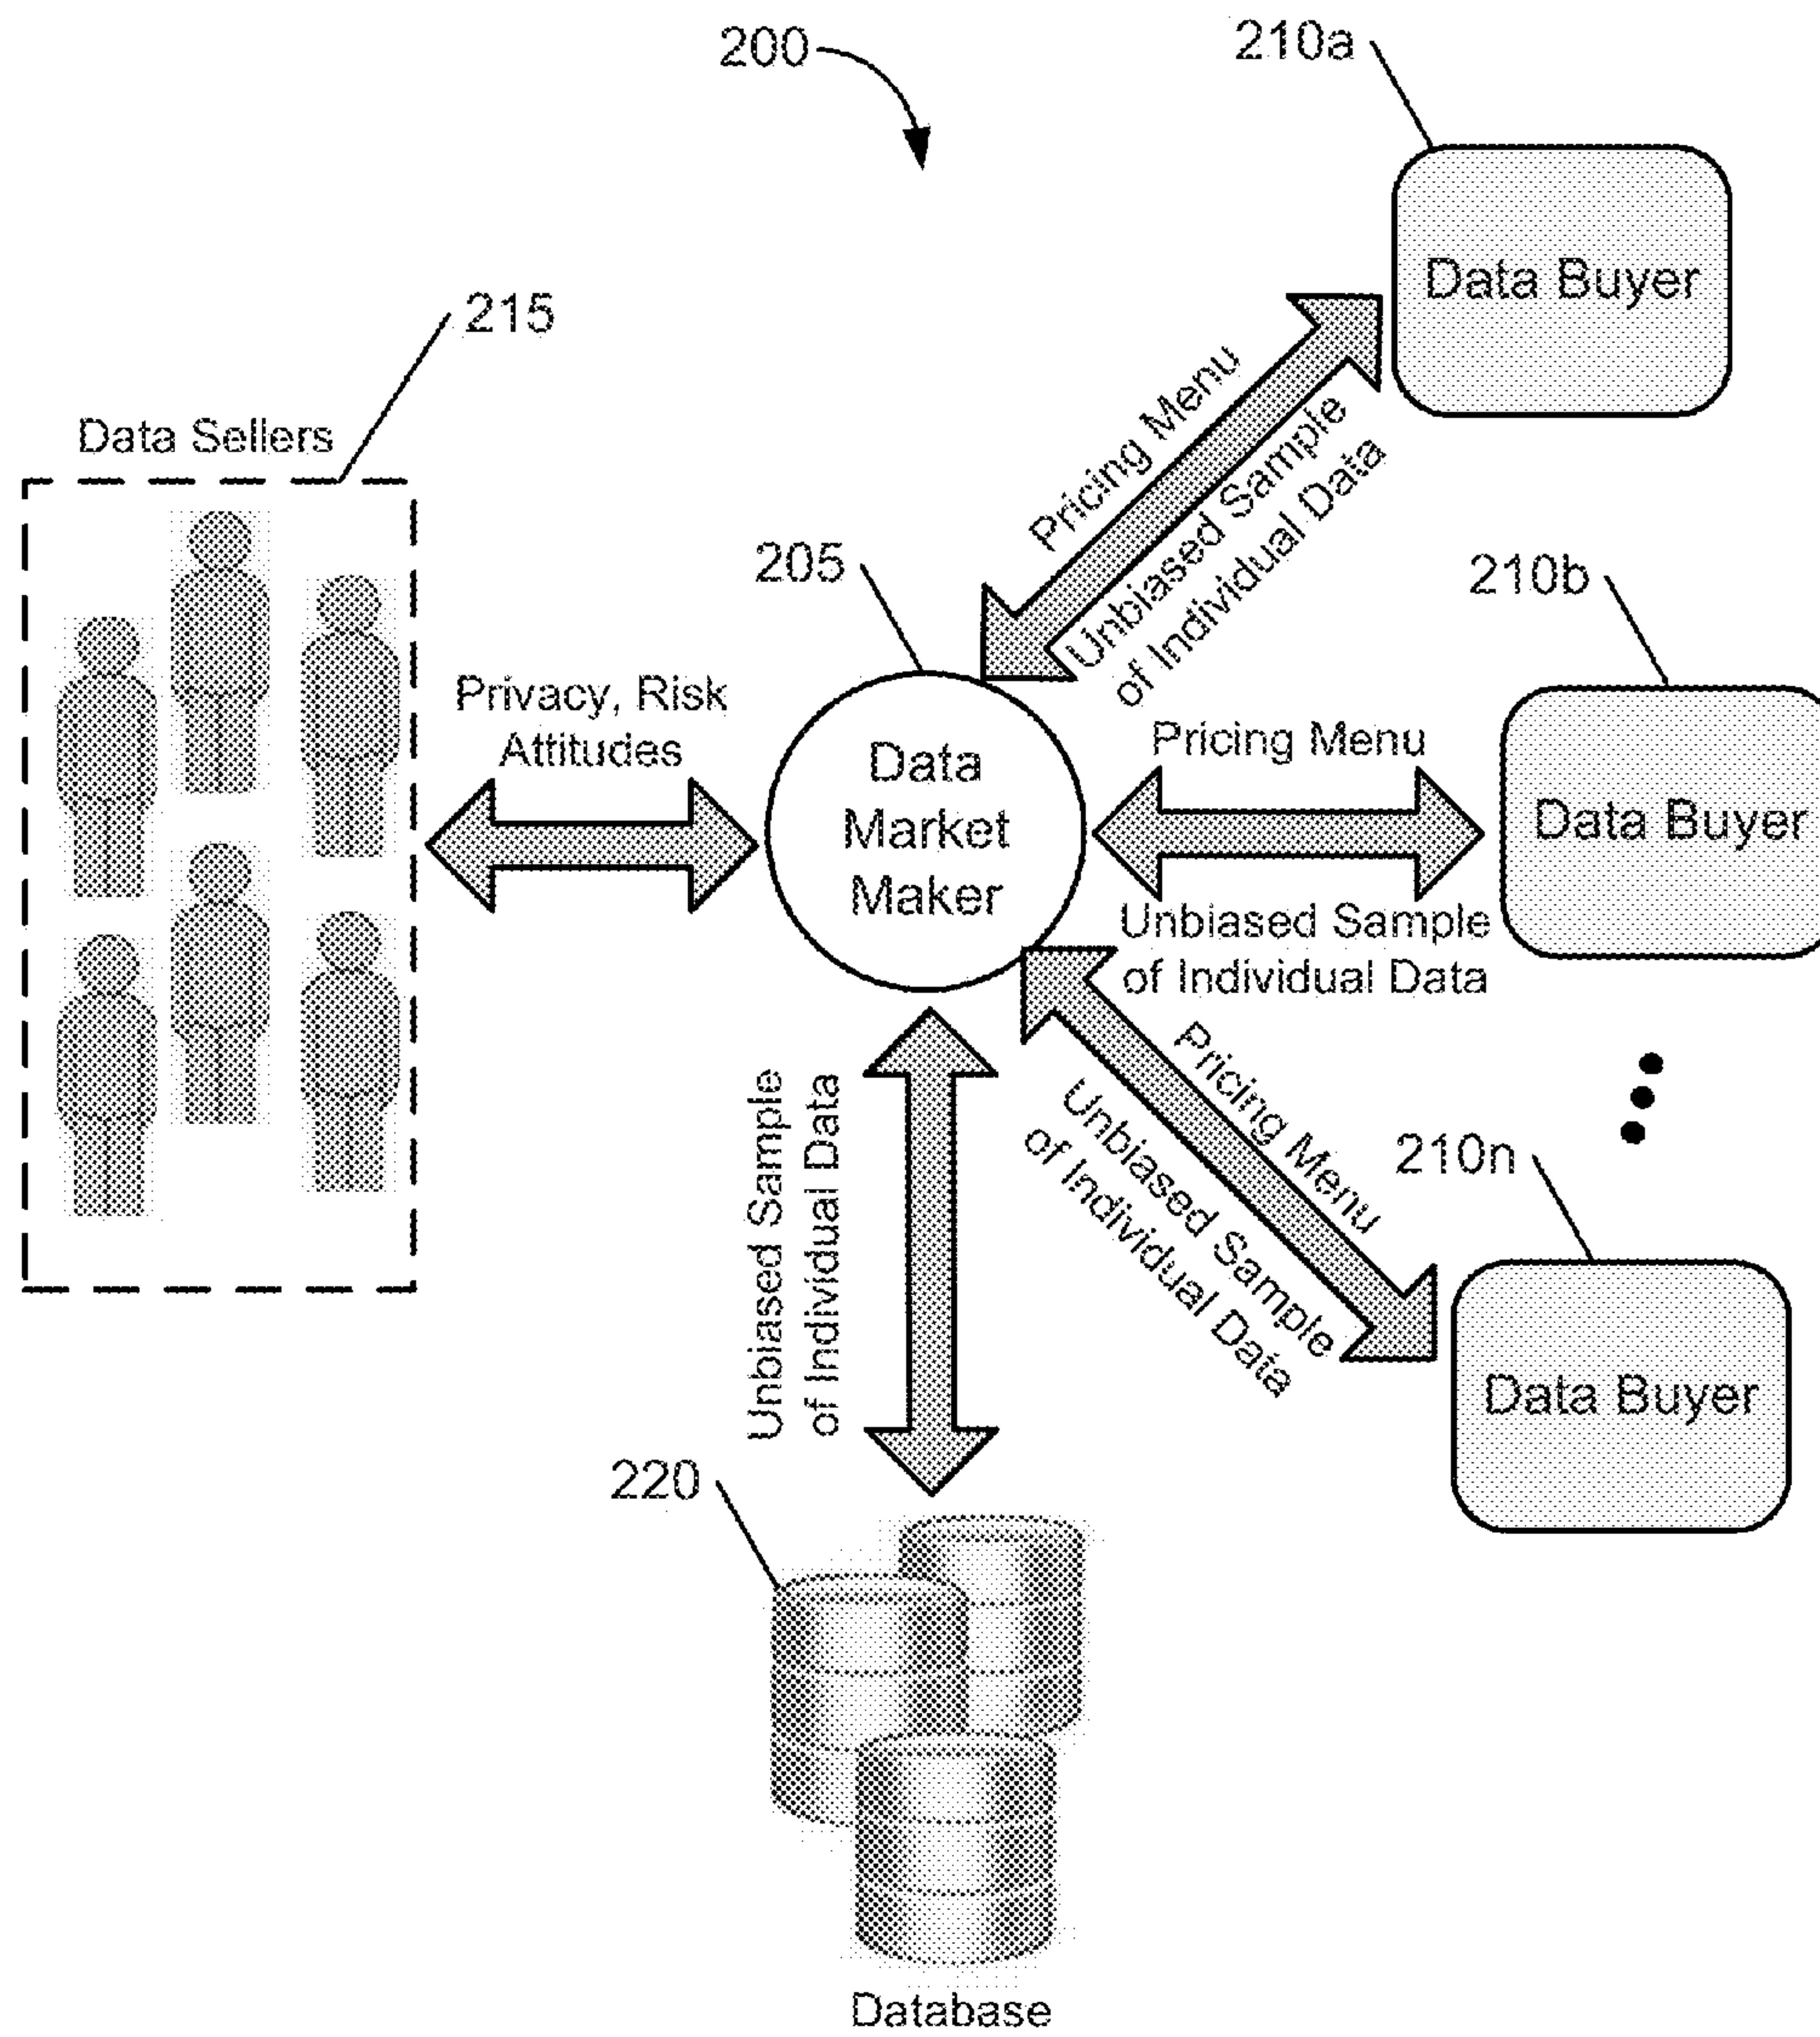 200
210a
Data Buyer
215
Data Sellers
Pricing Menu
Unbiased Sample
of Individual Data
205
210b
Privacy, Risk
Attitudes
Data
Market
Maker
Pricing Menu
Data Buyer
Unbiased Sample
of Individual Data
Pricing Menu
Unbiased Sample
of Individual Data
210n
Data Buyer
Unbiased Sample
of Individual Data
220
Database